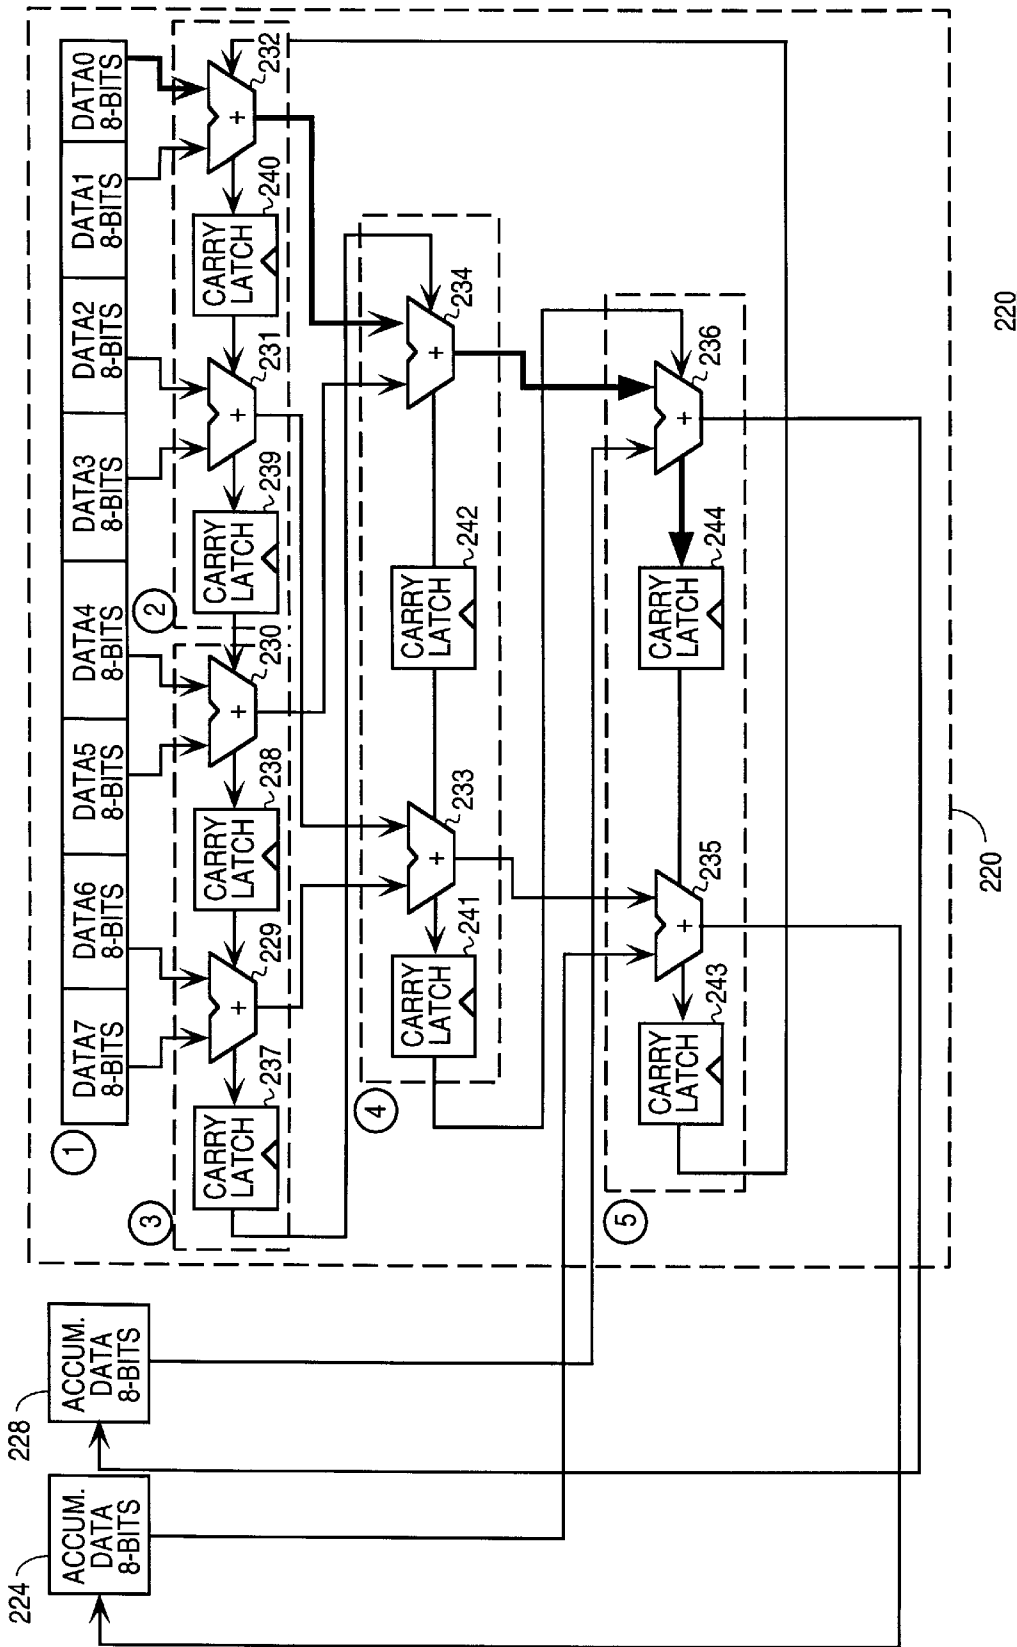 224
ACCUM.
DATA
8-BITS
228
ACCUM.
DATA
8-BITS
1
DATA7
8-BITS
DATA6
8-BITS
DATA5
8-BITS
DATA4
8-BITS
DATA3
8-BITS
DATA2
8-BITS
DATA1
8-BITS
DATA0
8-BITS
3
CARRY
LATCH
237
+
229
CARRY
LATCH
238
+
230
2
CARRY
LATCH
239
+
231
CARRY
LATCH
240
+
232
4
CARRY
LATCH
241
+
233
CARRY
LATCH
242
+
234
5
CARRY
LATCH
243
+
235
CARRY
LATCH
244
+
236
220
220